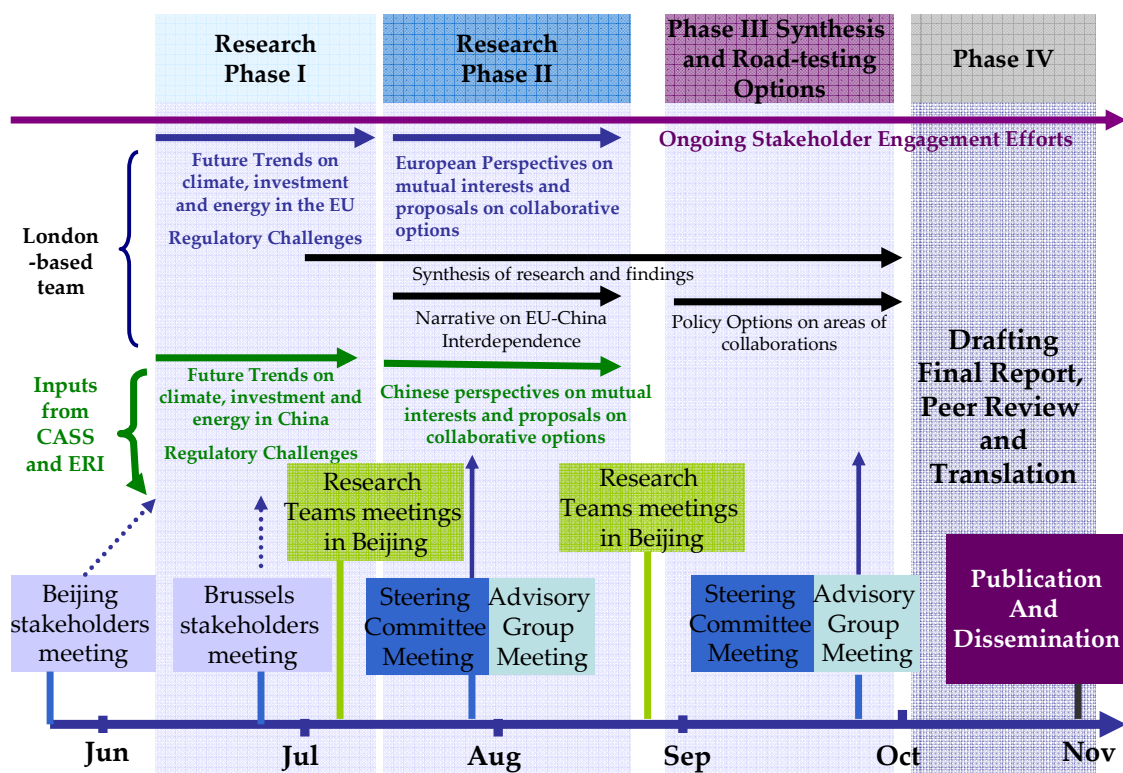 Research
Phase I
Research
Phase II
Phase III Synthesis
and Road-testing
Options
Phase IV
Ongoing Stakeholder Engagement Efforts
London
-based
team
Future Trends on
climate, investment
and energy in the EU
Regulatory Challenges
European Perspectives on
mutual interests and
proposals on collaborative
options
Synthesis of research and findings
Narrative on EU-China
Interdependence
Policy Options on areas of
collaborations
Inputs
from
CASS
and ERI
Future Trends on
climate, investment and
energy in China
Regulatory Challenges
Chinese perspectives on mutual
interests and proposals on
collaborative options
Drafting
Final Report,
Peer Review
and
Translation
Research
Teams meetings
in Beijing
Research
Teams meetings
in Beijing
Beijing
stakeholders
meeting
Brussels
stakeholders
meeting
Steering
Committee
Meeting
Advisory
Group
Meeting
Steering
Committee
Meeting
Advisory
Group
Meeting
Publication
And
Dissemination
Jun
Jul
Aug
Sep
Oct
Nov